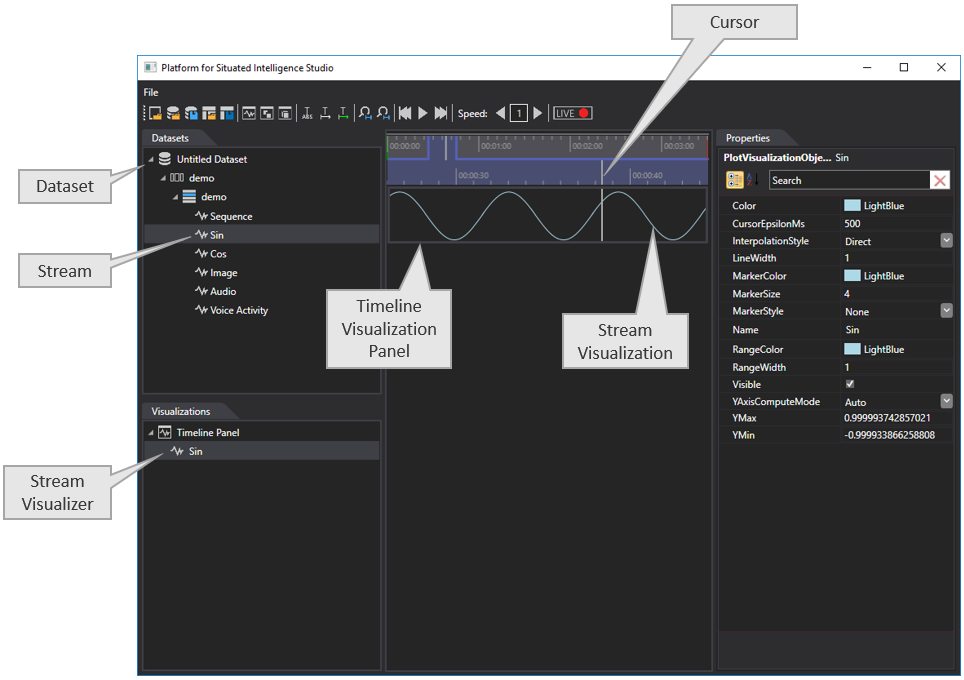 Cursor
Platform for Situated Intelligence Studio
File
ABS
Speed:
1
LIVE
Datasets
Untitled Dataset
demo
demo
Sequence
Sin
Cos
Image
Audio
Voice Activity
Dataset
Stream
00:00:00
00:01:00
00:02:00
00:03:00
00:00:30
00:00:40
Timeline
Visualization
Panel
Stream
Visualization
Visualizations
Timeline Panel
Sin
Stream
Visualizer
Properties
PlotVisualizationObje... Sin
A
Z
Search
Color LightBlue
CursorEpsilonMs 500
InterpolationStyle Direct
LineWidth 1
MarkerColor LightBlue
MarkerSize 4
MarkerStyle None
Name Sin
RangeColor LightBlue
RangeWidth 1
Visible
YAxisComputeMode Auto
YMax 0.999993742857021
YMin -0.999933866258808